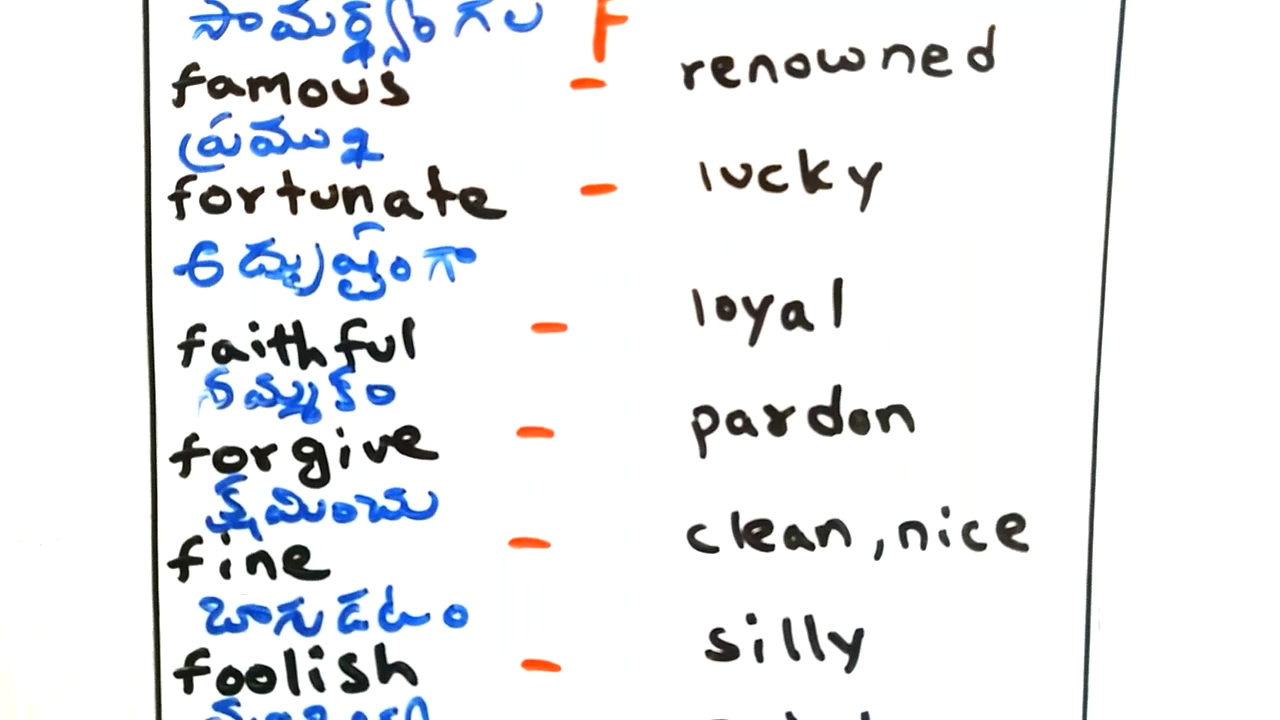 సామర్థ్యం గల F
famous - renowned
ప్రముఖ
fortunate - lucky
అదృష్టంగా
faithful - loyal
నమ్మకం
forgive - pardon
క్షమించు
fine - clean, nice
బాగుడటం
foolish - silly